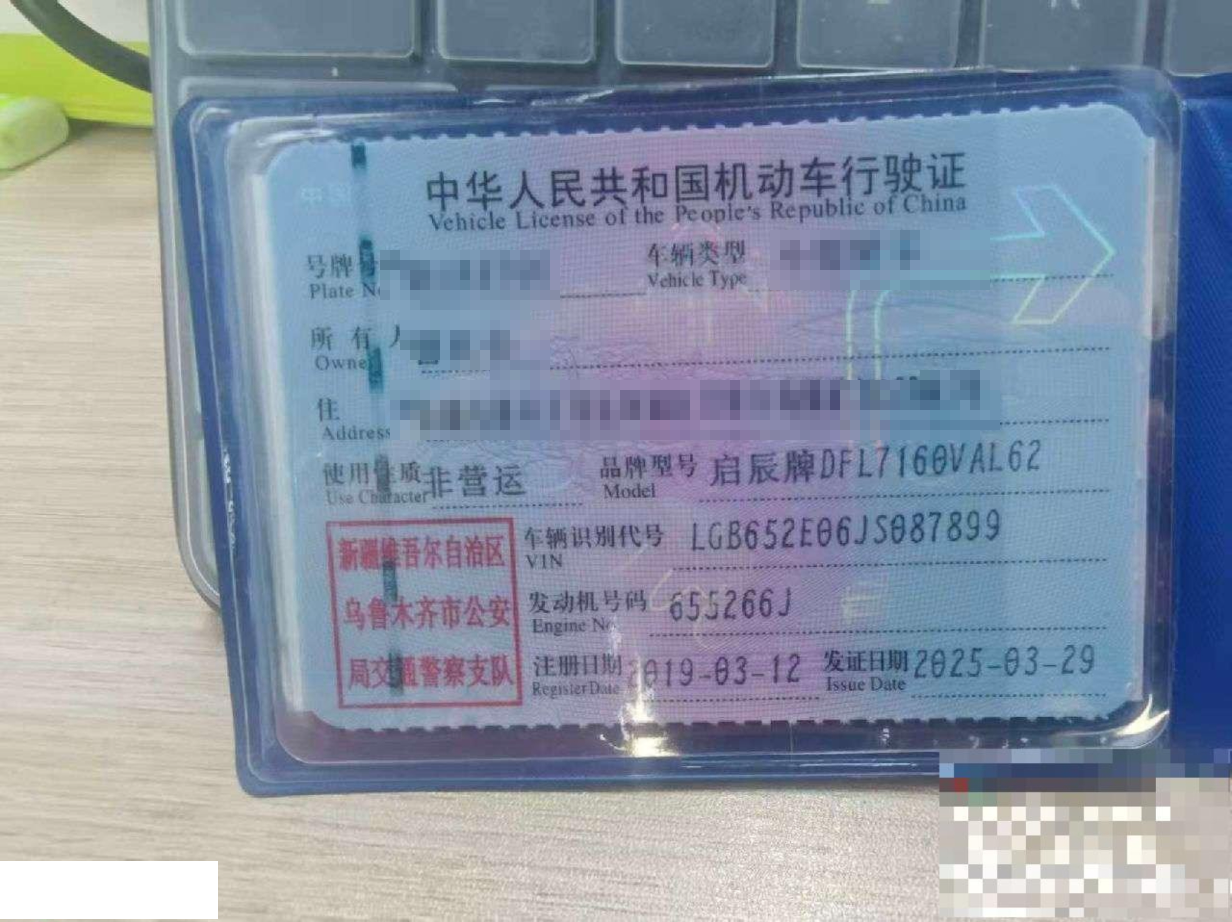 中华人民共和国机动车行驶证
Vehicle License of the People's Republic of China
号牌 车辆类型
Plate No Vehicle Type
所有人
Owner
住
Address
使用性质 非营运 品牌型号 启辰牌DFL7160VAL62
Use Character Model
新疆维吾尔自治区
乌鲁木齐市公安
局交通警察支队
车辆识别代号 LGB652E06JS087899
VIN
发动机号码 655266J
Engine No.
注册日期 2019-03-12 发证日期 2025-03-29
Register Date Issue Date